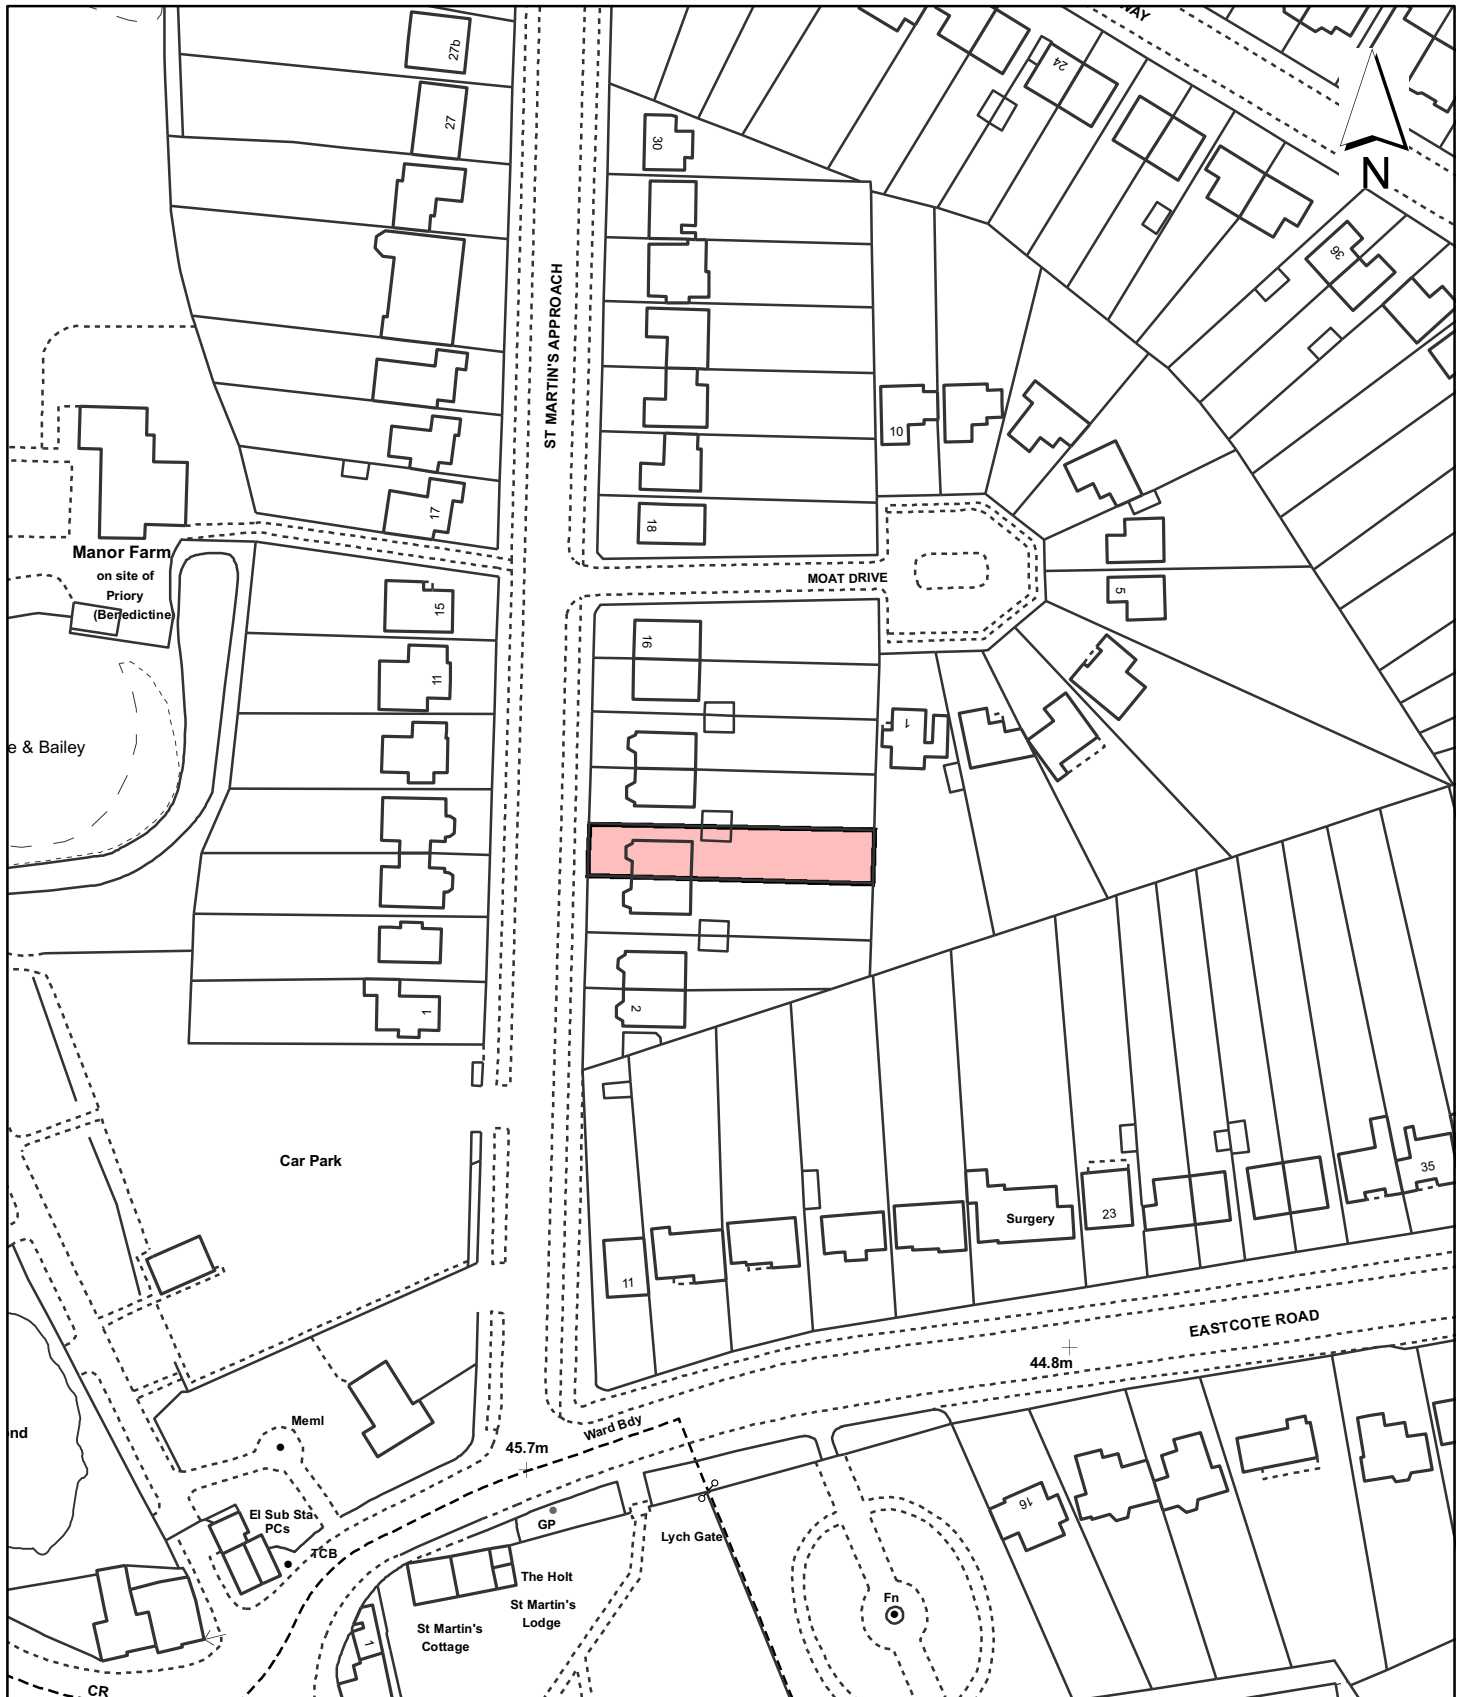 WAY
27b
24
27
30
N
36
ST MARTIN'S APPROACH
10
17
18
Manor Farm
on site of
Priory
(Benedictine)
MOAT DRIVE
5
15
16
11
1
e & Bailey
2
1
Car Park
Surgery
23
35
11
EASTCOTE ROAD
44.8m
Meml
Ward Bdy
45.7m
nd
El Sub Sta
PCs
GP
Lych Gate
16
TCB
The Holt
St Martin's
Lodge
Fn
St Martin's
Cottage
1
CR